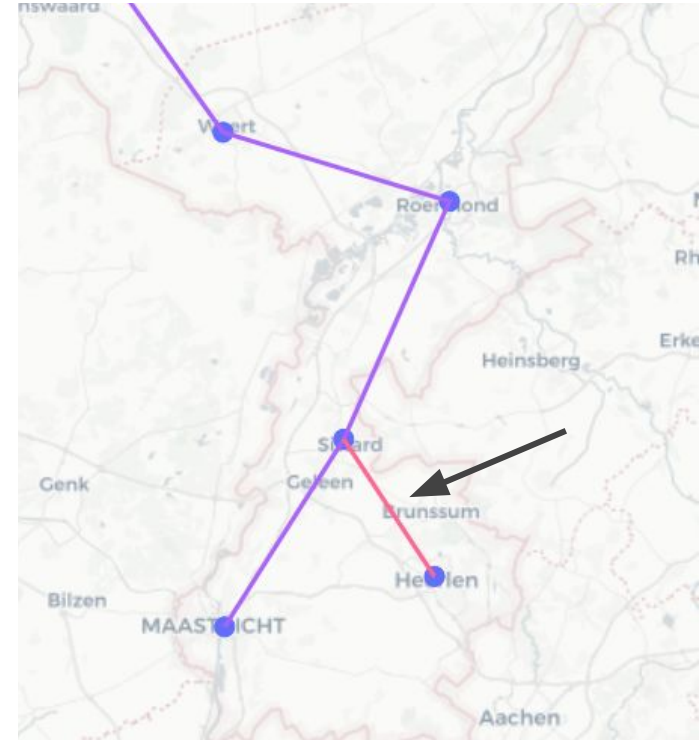 nswaard
Weert
Roermond
Rh
Erke
Heinsberg
Sittard
Geleen
Genk
Brunssum
Heerlen
Bilzen
MAASTRICHT
Aachen